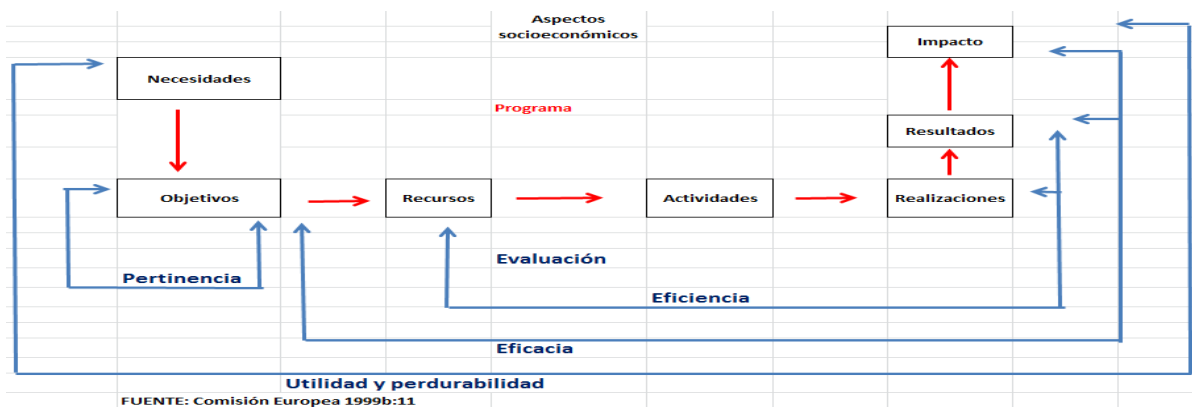 Aspectos
socioeconómicos
Impacto
Necesidades
Programa
Resultados
Objetivos
Recursos
Actividades
Realizaciones
Evaluación
Pertinencia
Eficiencia
Eficacia
Utilidad y perdurabilidad
FUENTE: Comisión Europea 1999b:11